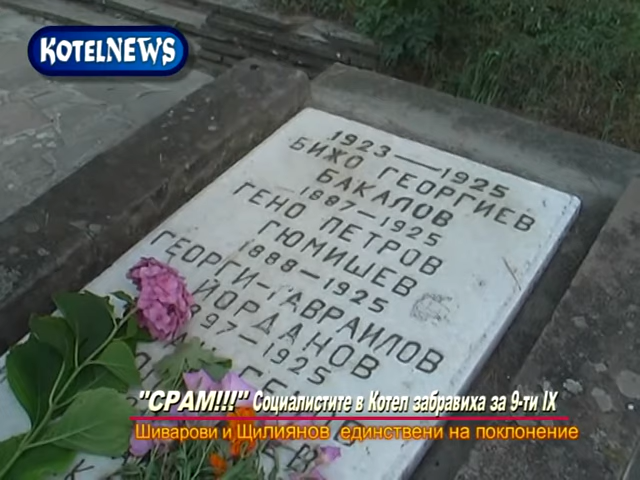 KOTELNEWS
1923 — 1925
БИЖО ГЕОРГИЕВ
БАКАЛОВ
1887 — 1925
ГЕНО ПЕТРОВ
ГЮМИШЕВ
1888 — 1925
ГЕОРГИ ГАВРАИЛОВ
ЙОРДАНОВ
1897 — 1925
"СРАМ!!!" Социалистите в Котел забравиха за 9-ти IX
Шиварови и Щилиянов единствени на поклонение